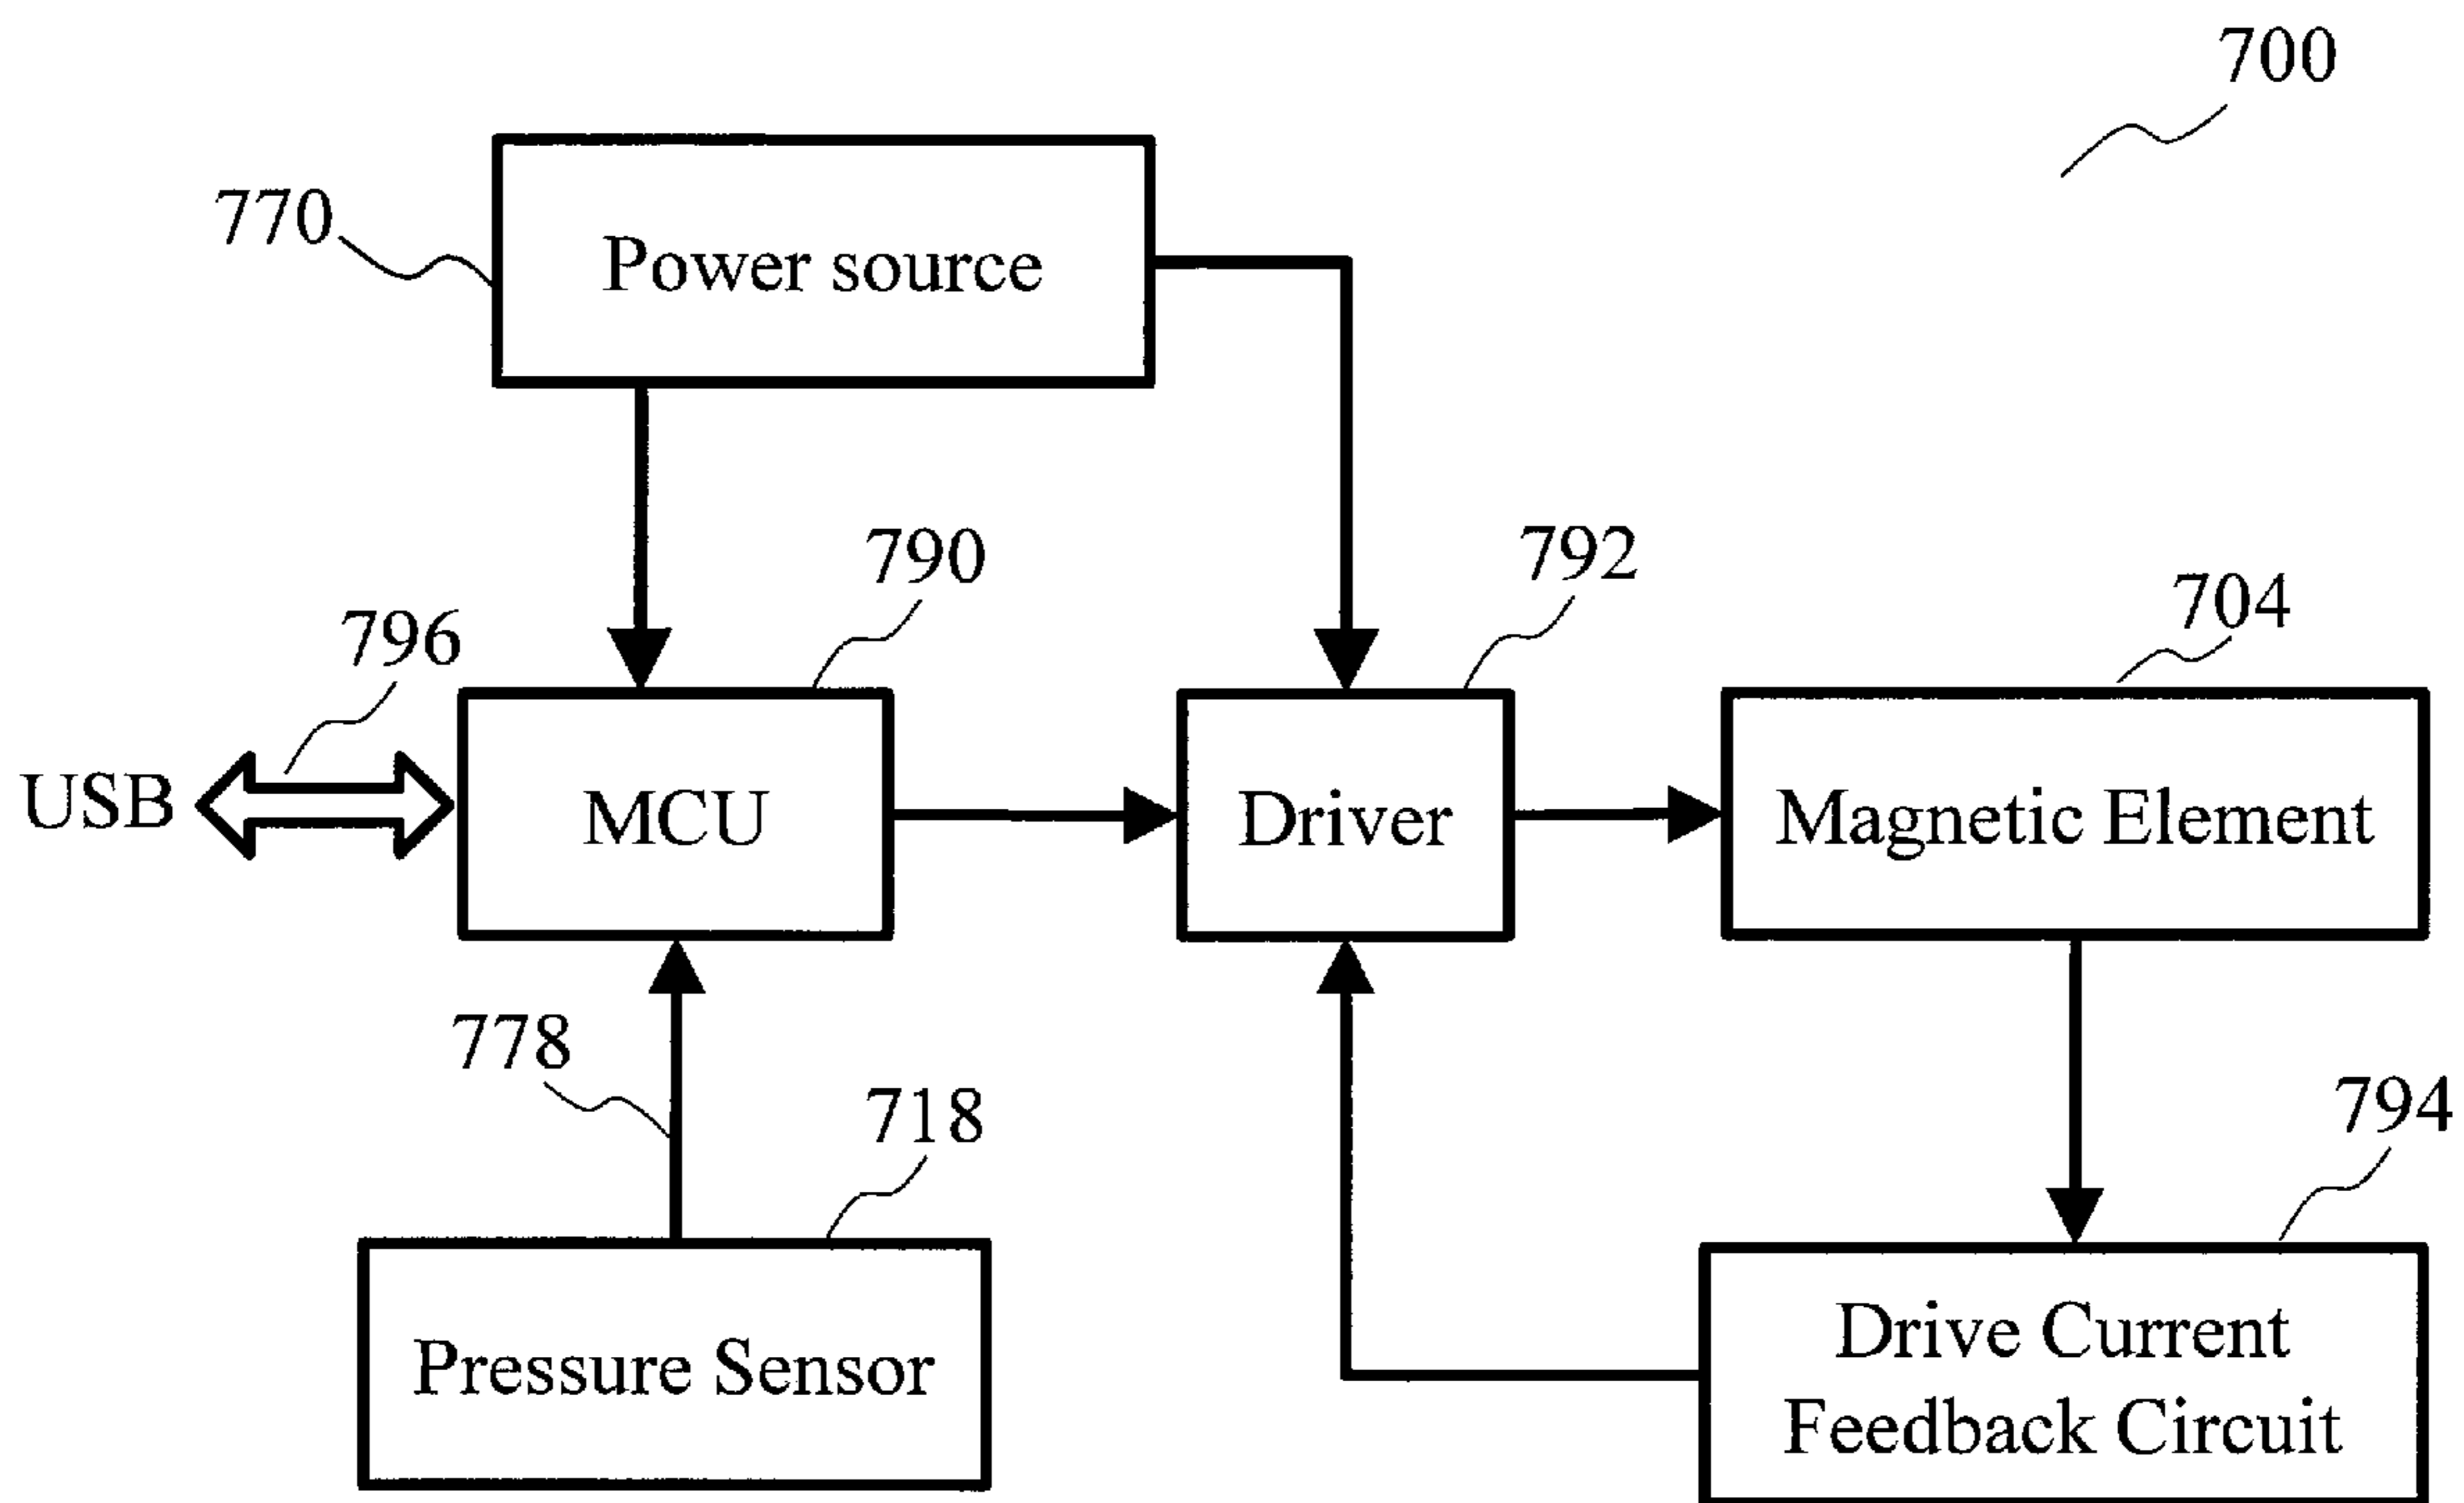 700
770
Power source
790
792
704
796
USB
MCU
Driver
Magnetic Element
778
718
794
Pressure Sensor
Drive Current
Feedback Circuit